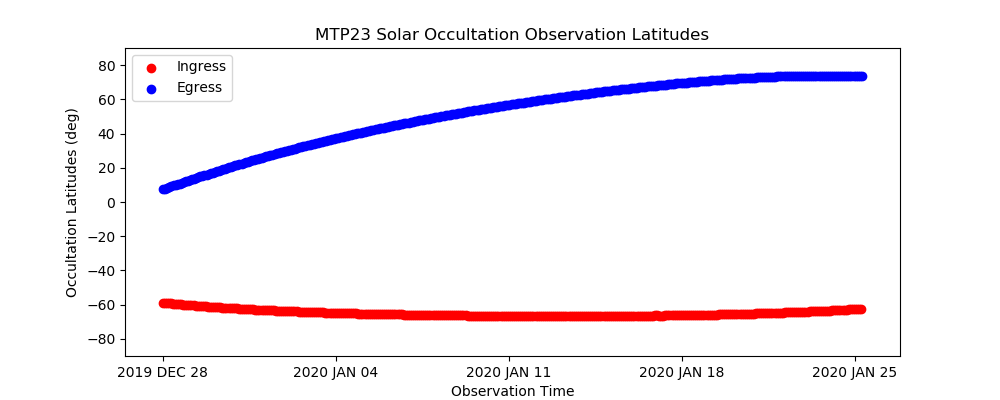 MTP23 Solar Occultation Observation Latitudes
Ingress
Egress
Occultation Latitudes (deg)
80
60
40
20
0
−20
−40
−60
−80
2019 DEC 28
2020 JAN 04
2020 JAN 11
2020 JAN 18
2020 JAN 25
Observation Time